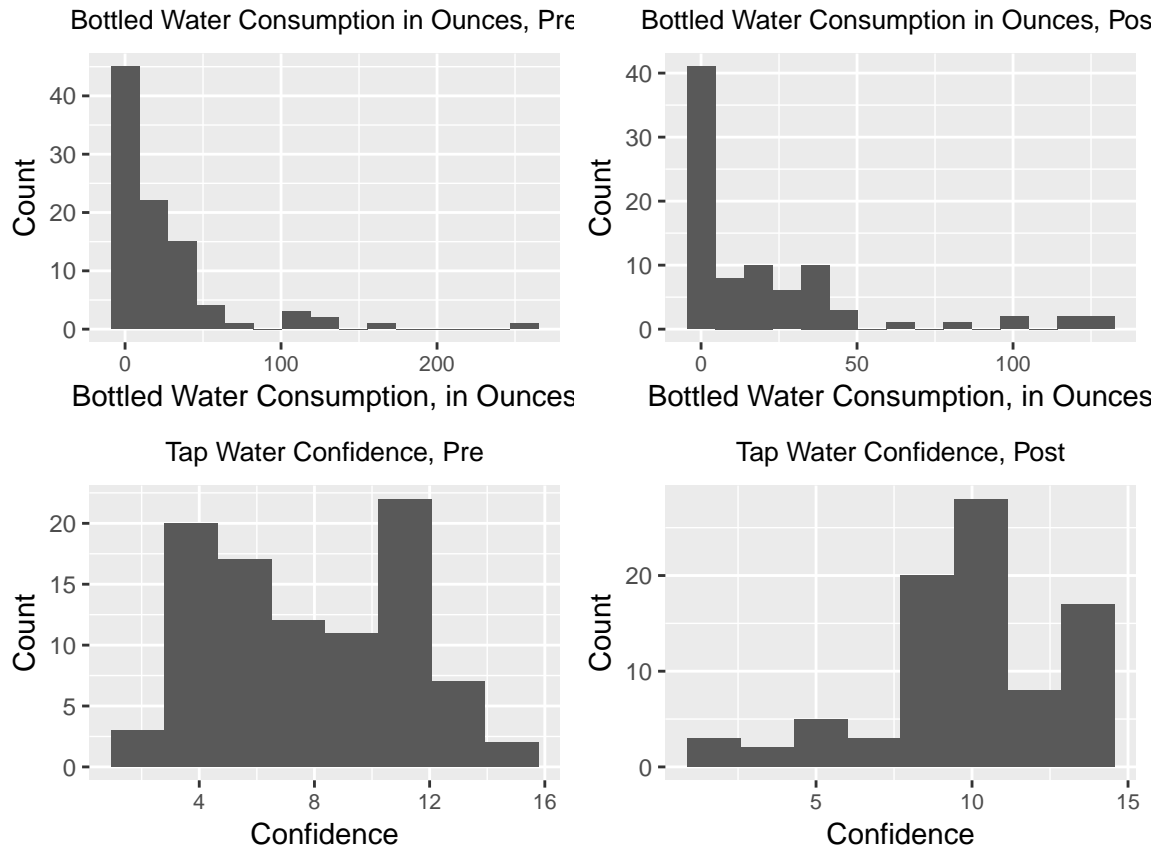 Bottled Water Consumption in Ounces, Pre
Bottled Water Consumption in Ounces, Pos
40
30
20
10
0
Count
0 100 200
Bottled Water Consumption, in Ounces
40
30
20
10
0
Count
0 50 100
Bottled Water Consumption, in Ounces
Tap Water Confidence, Pre
20
15
10
5
0
Count
4 8 12 16
Confidence
Tap Water Confidence, Post
20
10
0
Count
5 10 15
Confidence